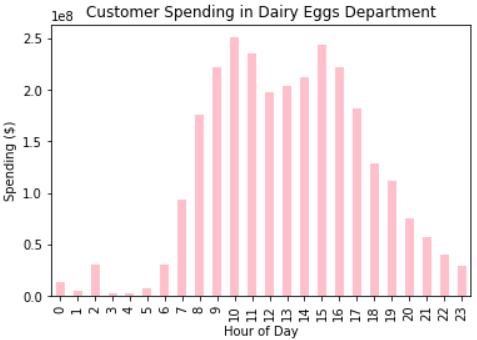 Customer Spending in Dairy Eggs Department
1e8
2.5
2.0
1.5
1.0
0.5
0.0
Spending ($)
0 1 2 3 4 5 6 7 8 9 10 11 12 13 14 15 16 17 18 19 20 21 22 23
Hour of Day